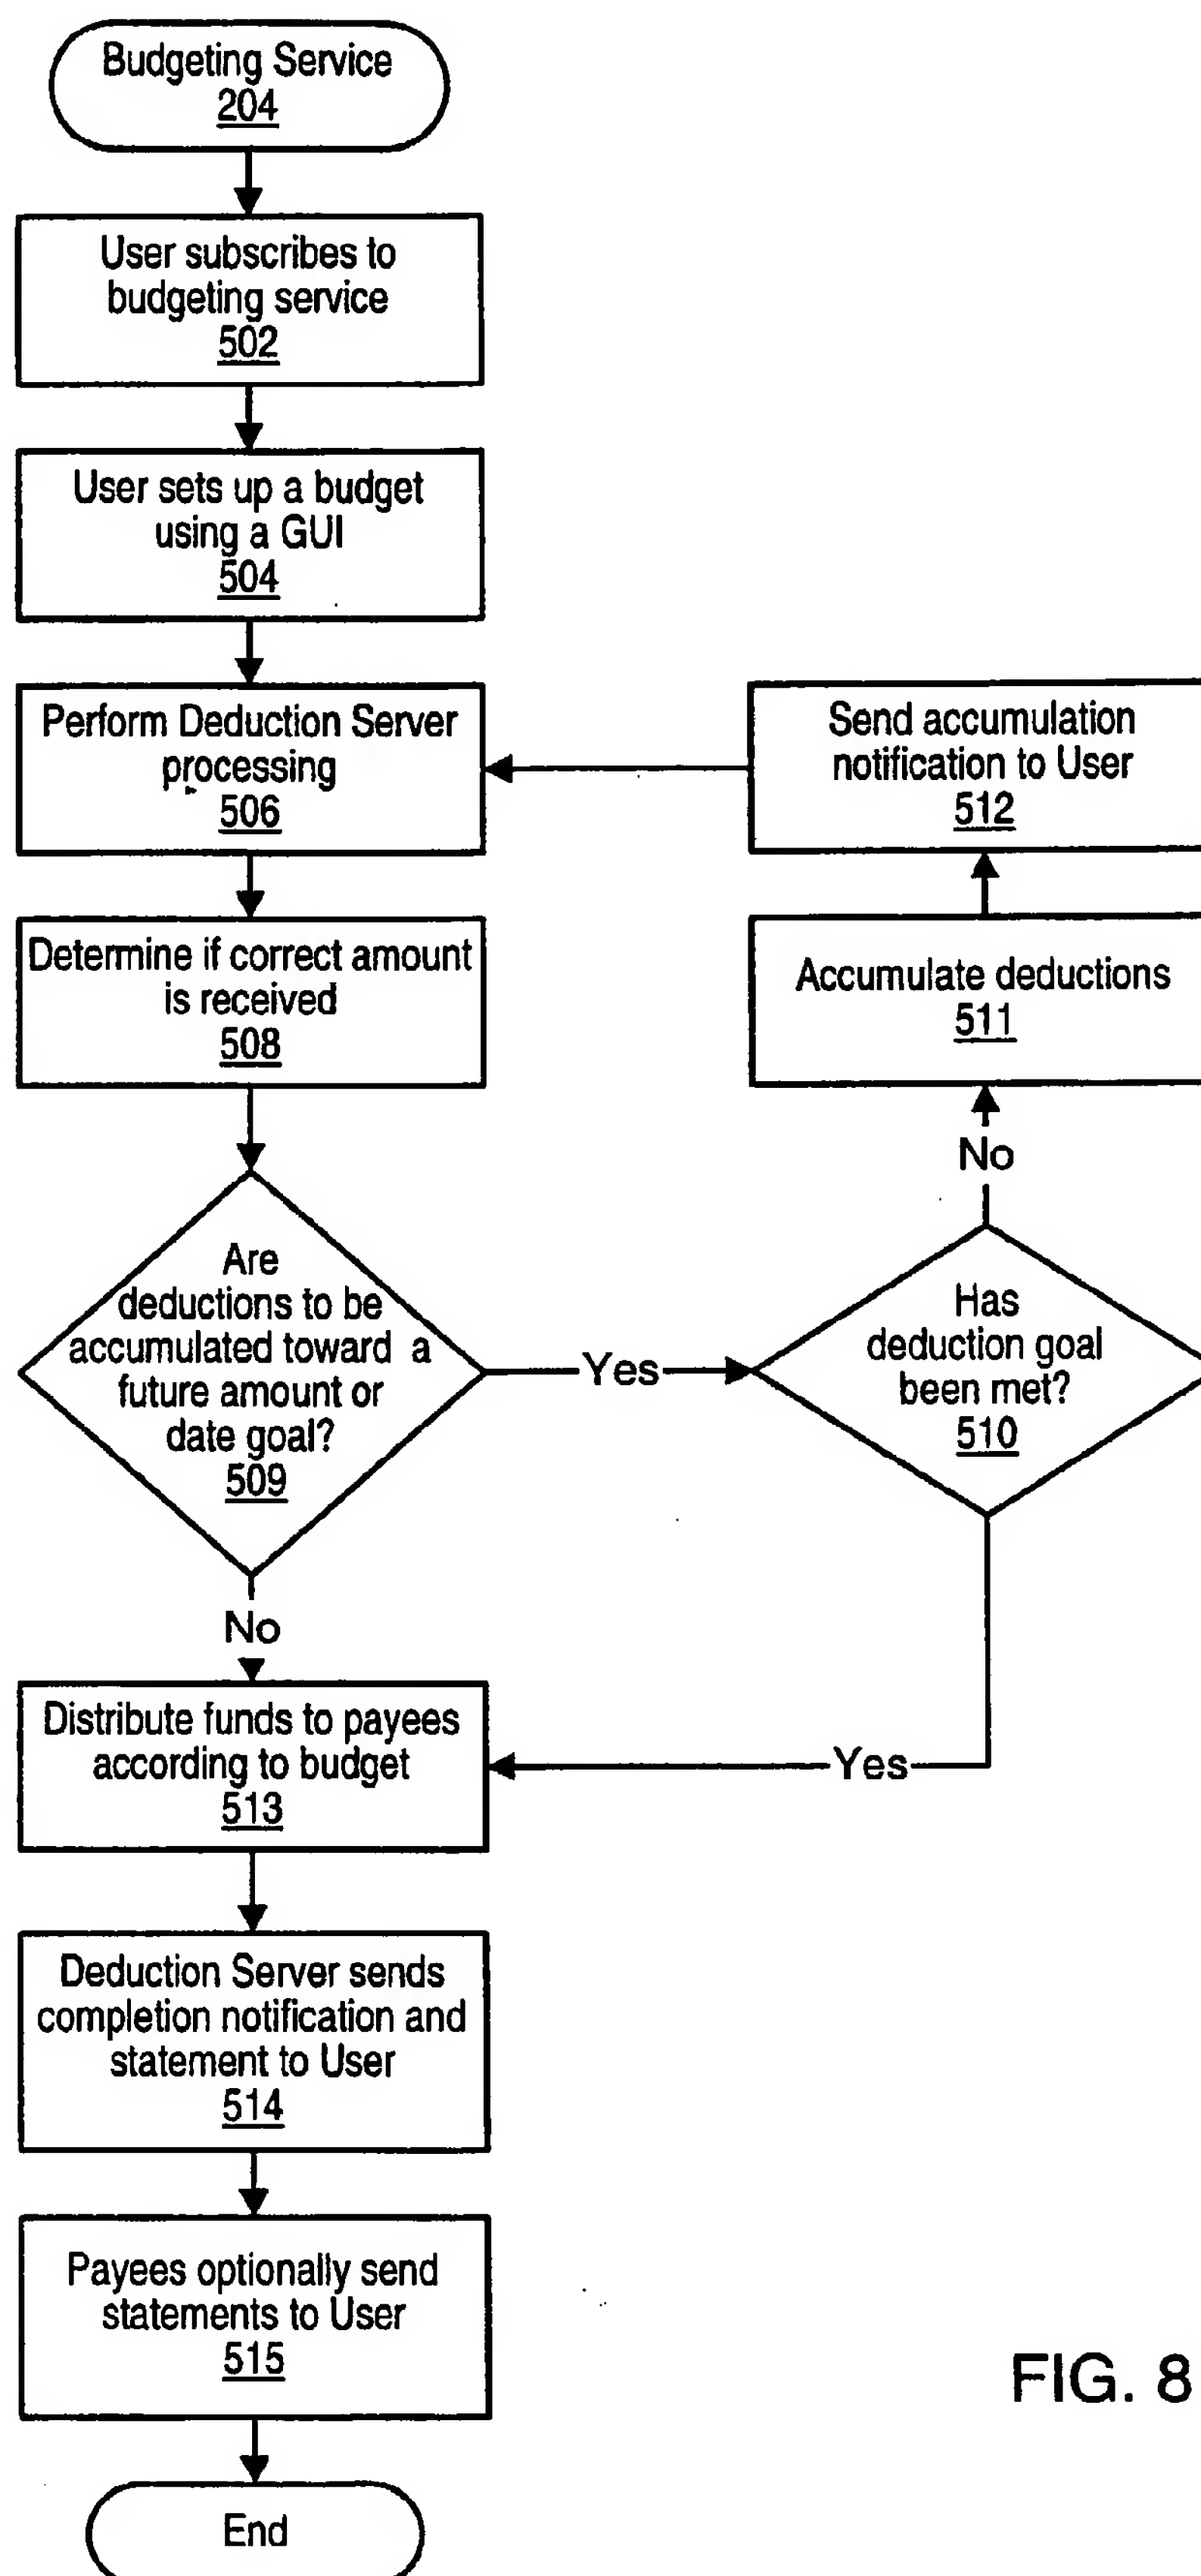 Budgeting Service
204
User subscribes to
budgeting service
502
User sets up a budget
using a GUI
504
Perform Deduction Server
processing
506
Send accumulation
notification to User
512
Determine if correct amount
is received
508
Accumulate deductions
511
No
Are
deductions to be
accumulated toward a
future amount or
date goal?
509
Yes
Has
deduction goal
been met?
510
No
Yes
Distribute funds to payees
according to budget
513
Deduction Server sends
completion notification and
statement to User
514
Payees optionally send
statements to User
515
FIG. 8
End